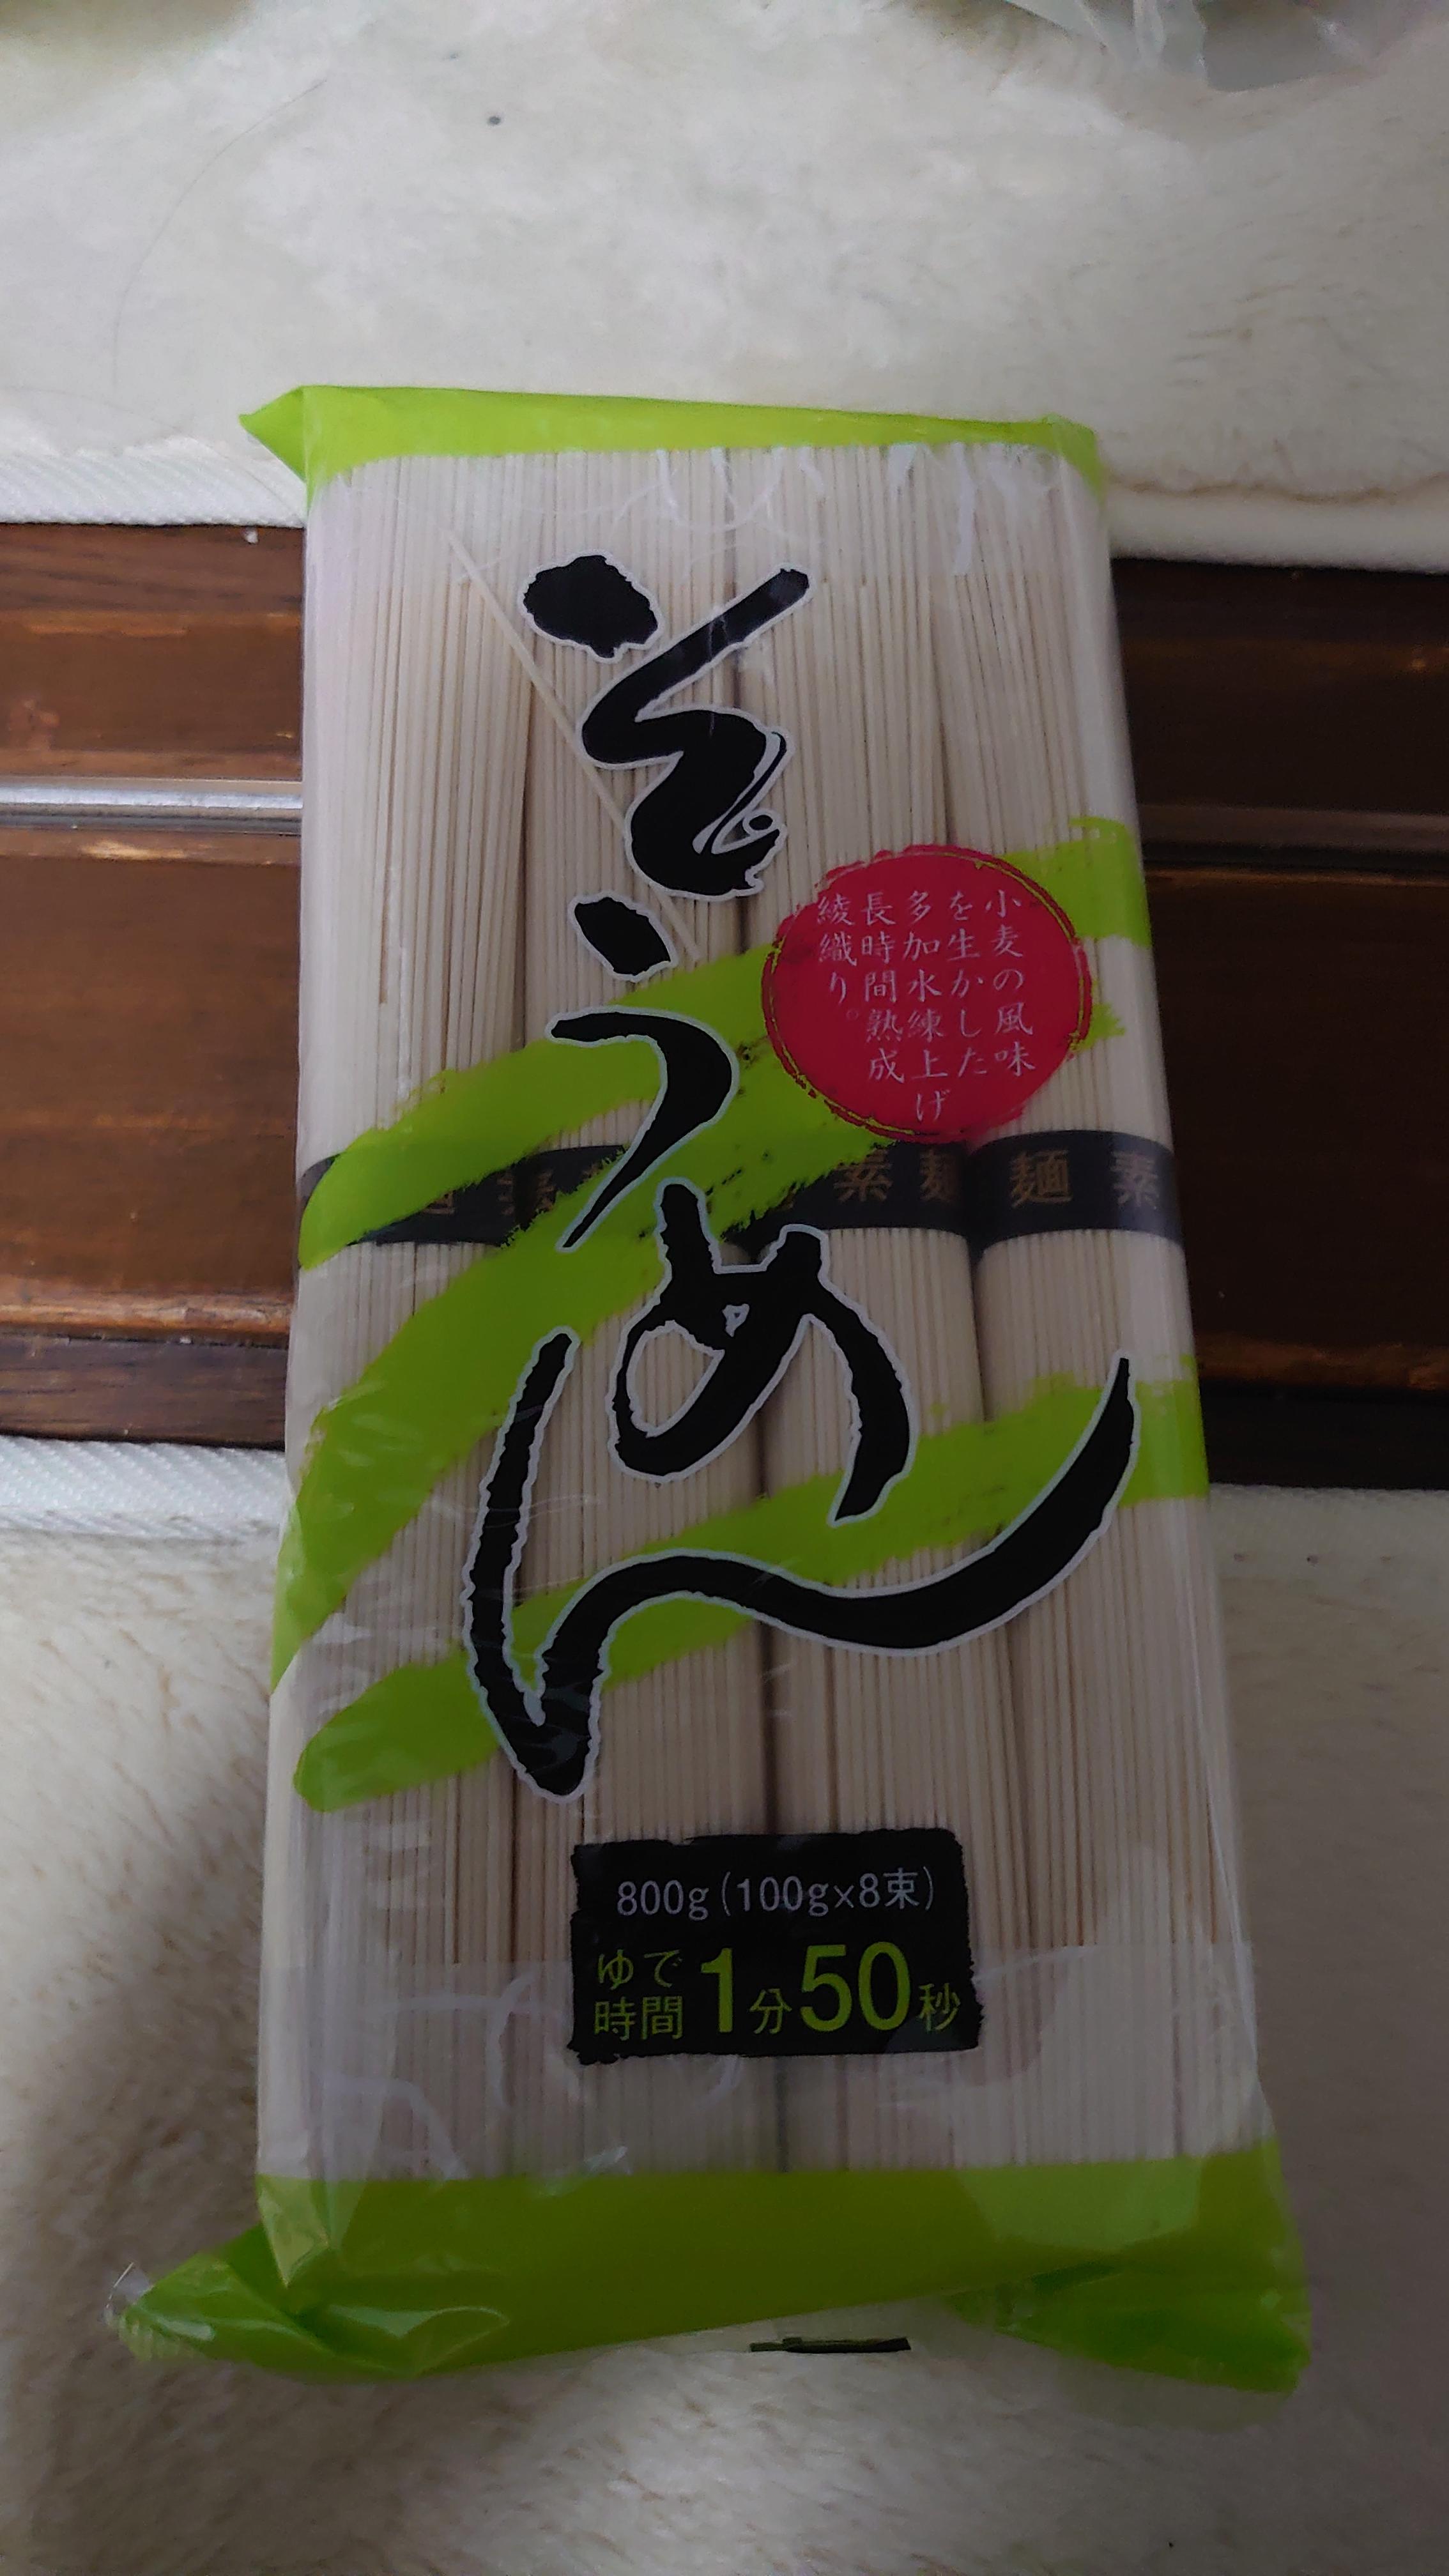 そうめん
小麦の風味
を生かした
多加水練上げ
長時間熟成
綾織り。
素麺
麺素
800g(100g×8束)
ゆで
時間1分50秒